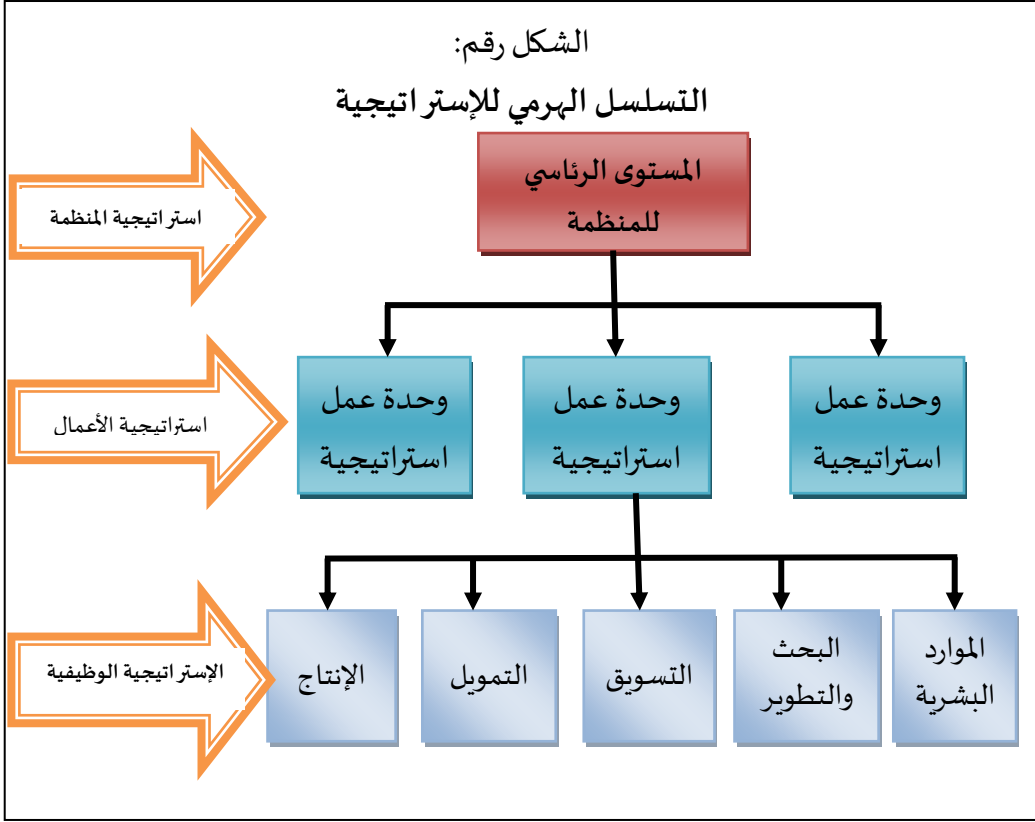 الشكل رقم:
التسلسل الهرمي للإستراتيجية
المستوى الرئاسي
للمنظمة
استراتيجية المنظمة
وحدة عمل
استراتيجية
وحدة عمل
استراتيجية
وحدة عمل
استراتيجية
استراتيجية الأعمال
الموارد
البشرية
البحث
والتطوير
التسويق
التمويل
الإنتاج
الإستراتيجية الوظيفية